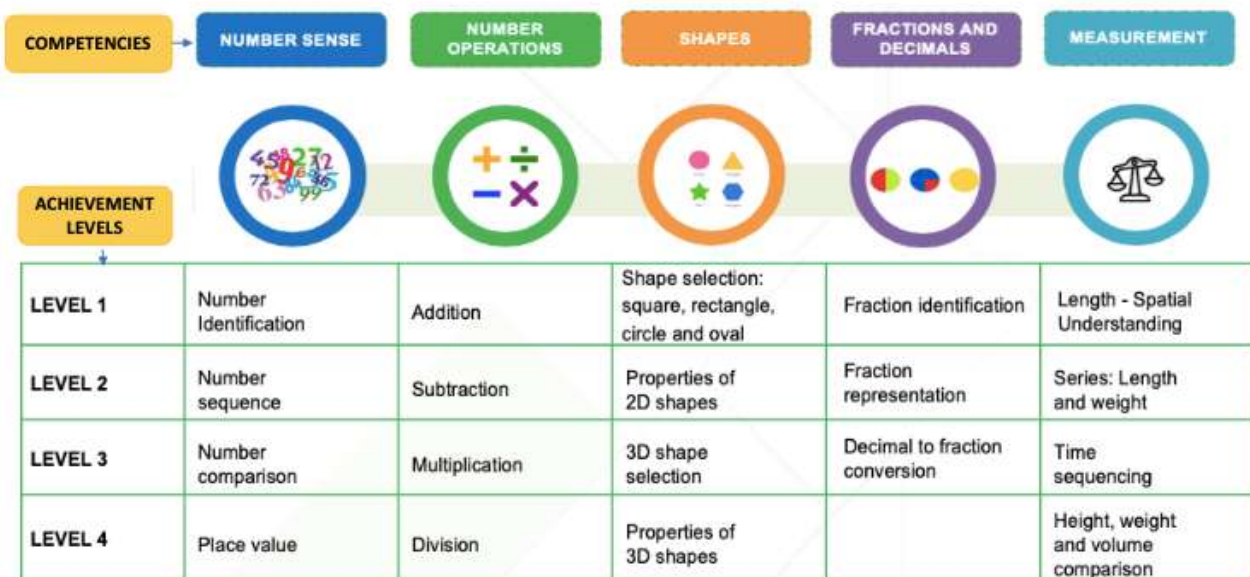 COMPETENCIES
NUMBER SENSE
NUMBER
OPERATIONS
SHAPES
FRACTIONS AND
DECIMALS
MEASUREMENT
ACHIEVEMENT
LEVELS
LEVEL 1
Number
Identification
Addition
Shape selection:
square, rectangle,
circle and oval
Fraction identification
Length - Spatial
Understanding
LEVEL 2
Number
sequence
Subtraction
Properties of
2D shapes
Fraction
representation
Series: Length
and weight
LEVEL 3
Number
comparison
Multiplication
3D shape
selection
Decimal to fraction
conversion
Time
sequencing
LEVEL 4
Place value
Division
Properties of
3D shapes
Height, weight
and volume
comparison